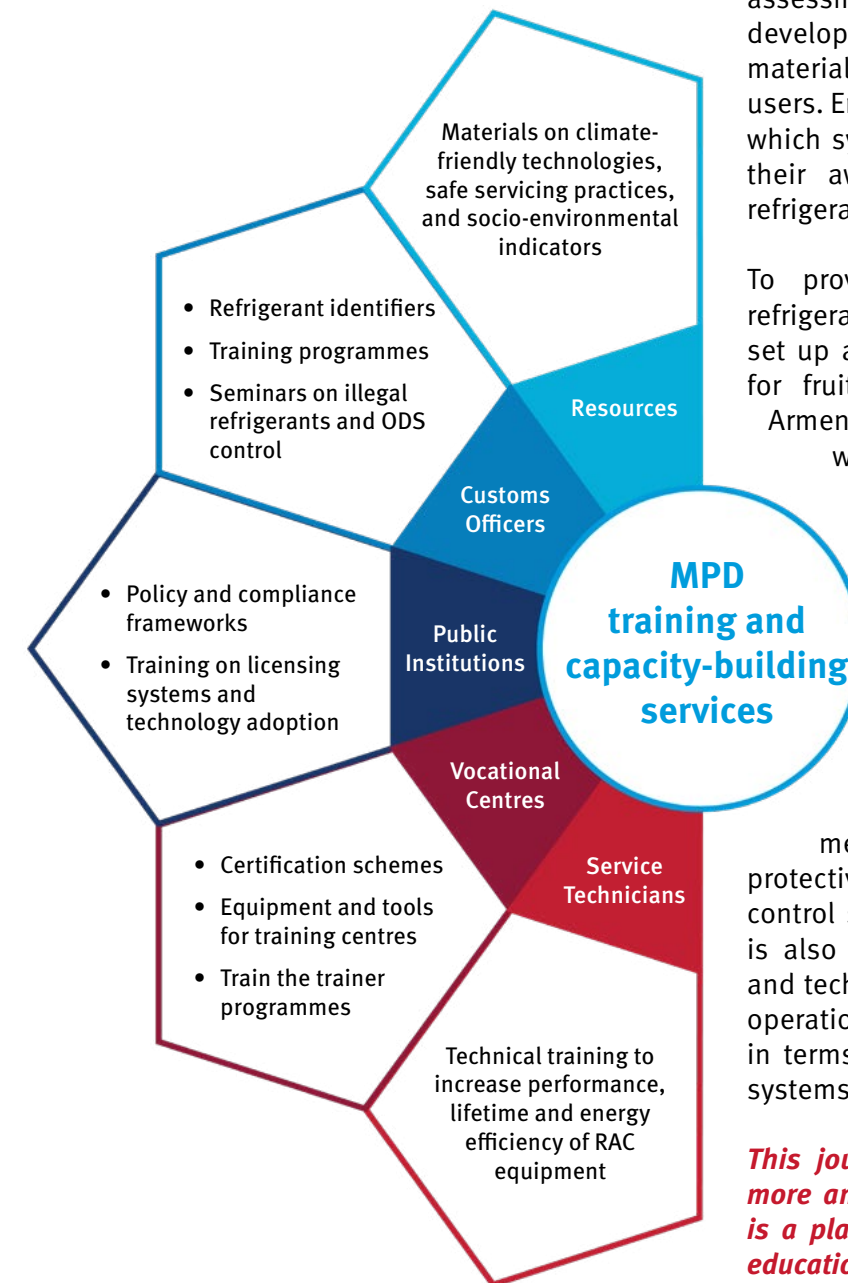 Materials on climate-
friendly technologies,
safe servicing practices,
and socio-environmental
indicators
Resources
• Refrigerant identifiers
• Training programmes
• Seminars on illegal
refrigerants and ODS
control
Customs
Officers
• Policy and compliance
frameworks
• Training on licensing
systems and
technology adoption
Public
Institutions
MPD
training and
capacity-building
services
Vocational
Centres
• Certification schemes
• Equipment and tools
for training centres
• Train the trainer
programmes
Service
Technicians
Technical training to
increase performance,
lifetime and energy
efficiency of RAC
equipment
develop
material
users. En
which sy
their aw
refrigera
To prov
refrigera
set up a
for fruit
Armen
w
me
protectiv
control s
is also
and tech
operatio
in terms
systems
This jou
more an
is a pla
educatio